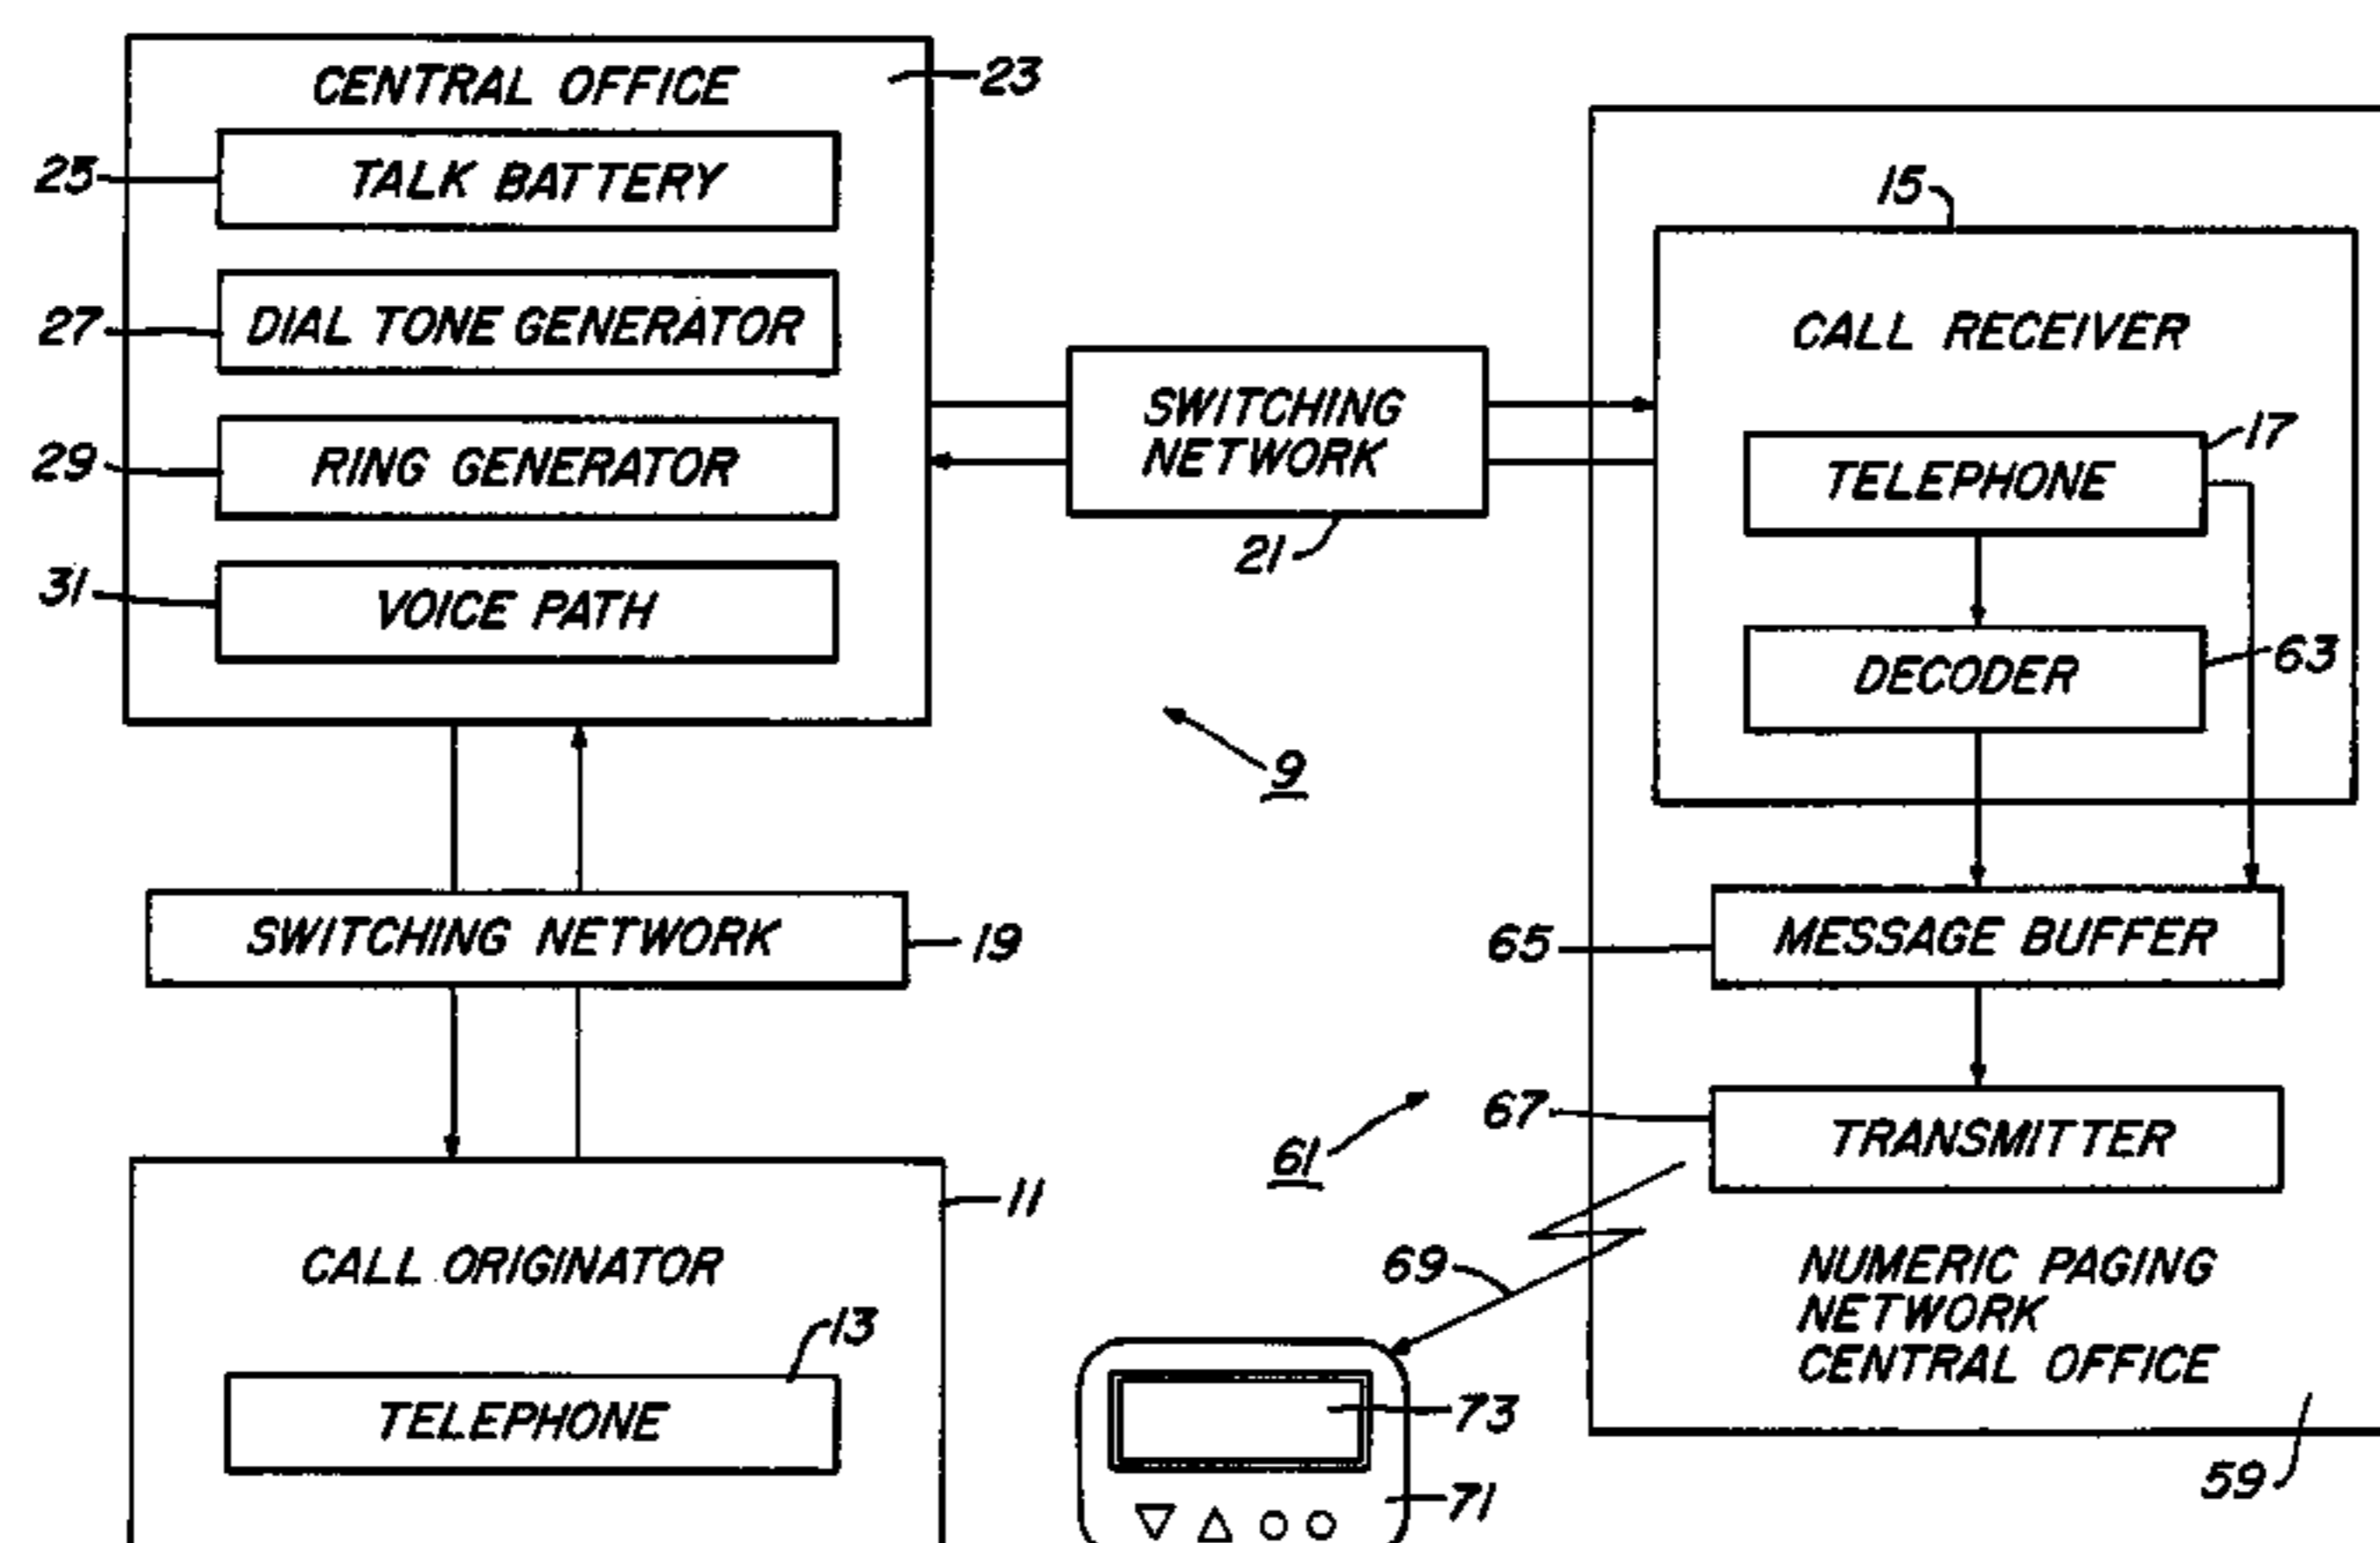 CENTRAL OFFICE
23
25
TALK BATTERY
27
DIAL TONE GENERATOR
29
RING GENERATOR
31
VOICE PATH
SWITCHING
NETWORK
21
15
CALL RECEIVER
17
TELEPHONE
DECODER
63
9
SWITCHING NETWORK
19
65
MESSAGE BUFFER
67
TRANSMITTER
61
11
CALL ORIGINATOR
13
TELEPHONE
69
NUMERIC PAGING
NETWORK
CENTRAL OFFICE
73
71
59